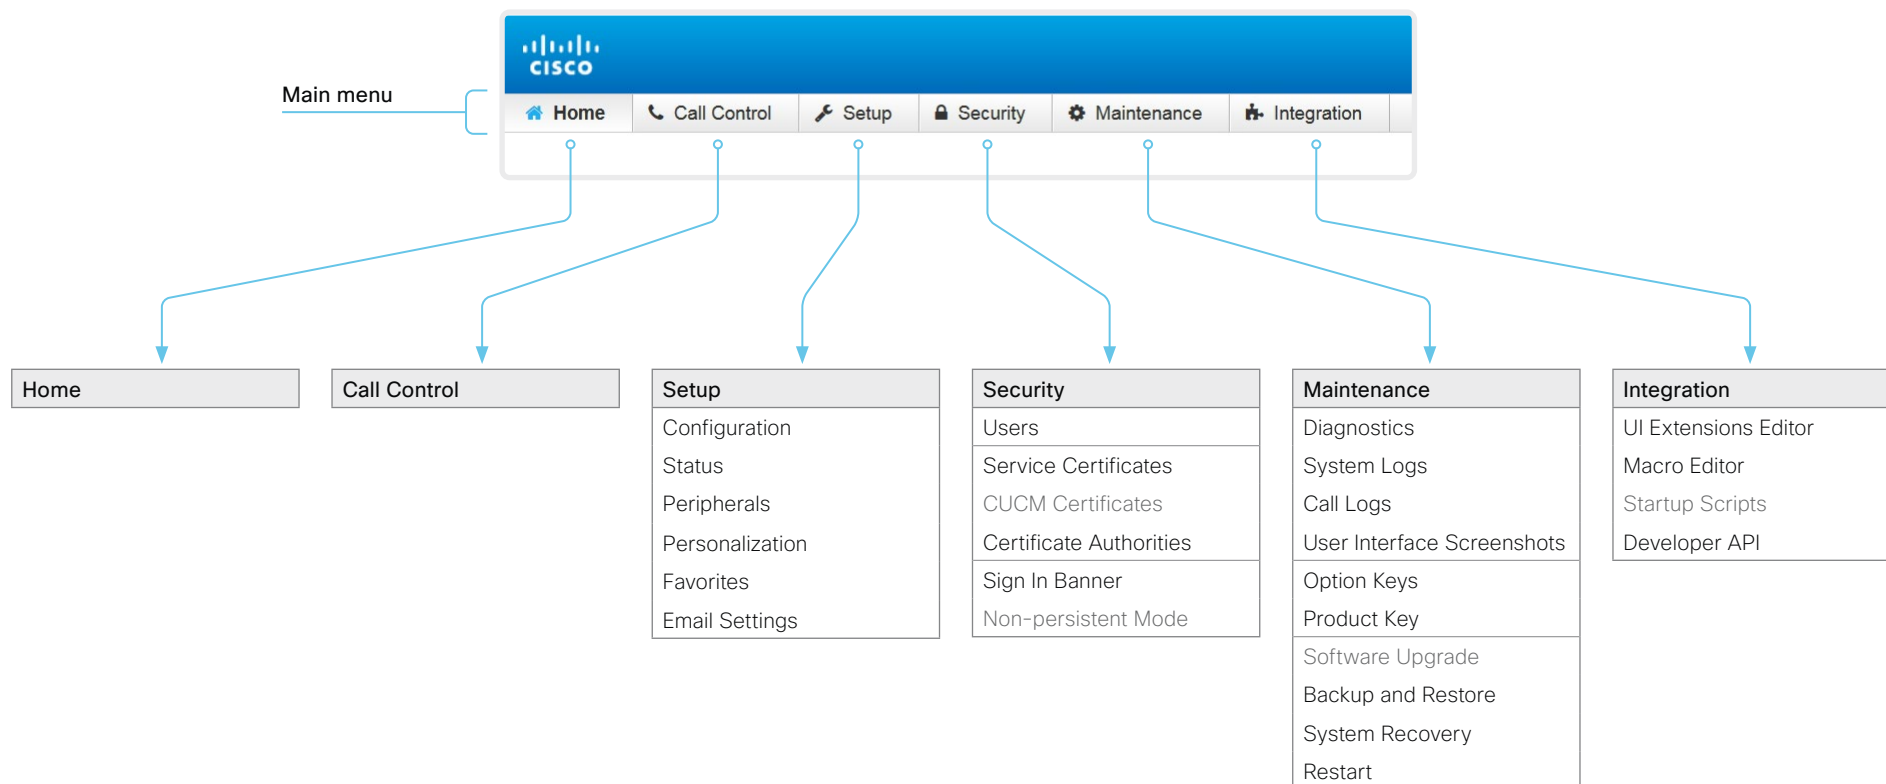 CISCO
Main menu
Home Call Control Setup Security Maintenance Integration
Home
Call Control
Setup
Configuration
Status
Peripherals
Personalization
Favorites
Email Settings
Security
Users
Service Certificates
CUCM Certificates
Certificate Authorities
Sign In Banner
Non-persistent Mode
Maintenance
Diagnostics
System Logs
Call Logs
User Interface Screenshots
Option Keys
Product Key
Software Upgrade
Backup and Restore
System Recovery
Restart
Integration
UI Extensions Editor
Macro Editor
Startup Scripts
Developer API